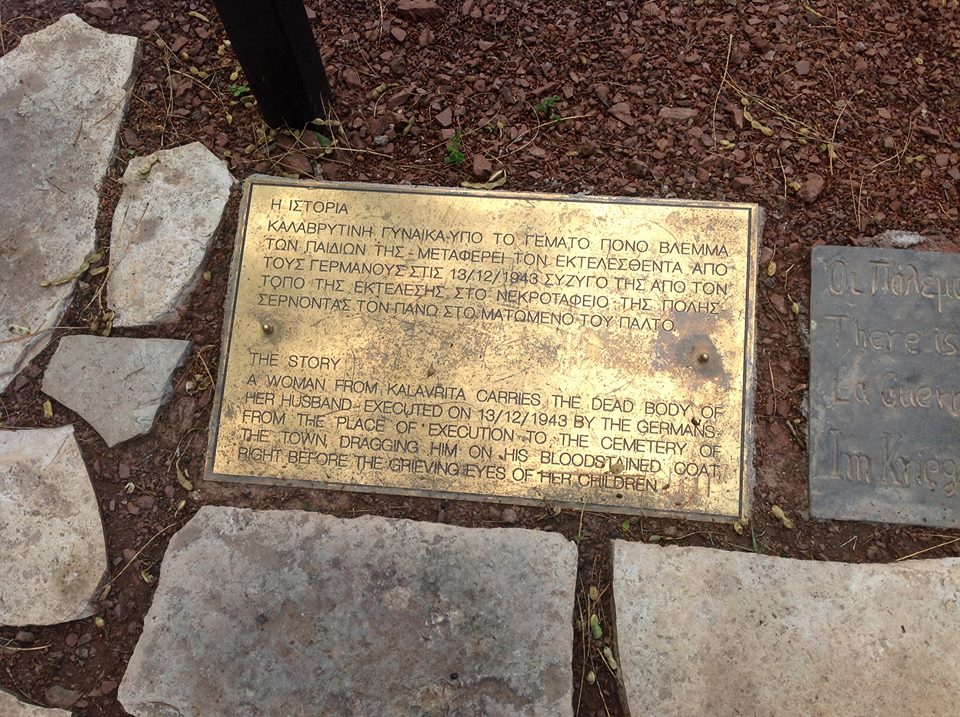 Η ΙΣΤΟΡΙΑ
ΚΑΛΑΒΡΥΤΙΝΗ ΓΥΝΑΙΚΑ-ΥΠΟ ΤΟ ΓΕΜΑΤΟ ΠΟΝΟ ΒΛΕΜΜΑ
ΤΩΝ ΠΑΙΔΙΩΝ ΤΗΣ - ΜΕΤΑΦΕΡΕΙ ΤΟΝ ΕΚΤΕΛΕΣΘΕΝΤΑ ΑΠΟ
ΤΟΥΣ ΓΕΡΜΑΝΟΥΣ ΣΤΙΣ 13/12/1943 ΣΥΖΥΓΟ ΤΗΣ ΑΠΟ ΤΟΝ
ΤΟΠΟ ΤΗΣ ΕΚΤΕΛΕΣΗΣ ΣΤΟ ΝΕΚΡΟΤΑΦΕΙΟ ΤΗΣ ΠΟΛΗΣ
ΣΕΡΝΟΝΤΑΣ ΤΟΝ ΠΑΝΩ ΣΤΟ ΜΑΤΩΜΕΝΟ ΤΟΥ ΠΑΛΤΟ.
THE STORY
A WOMAN FROM KALAVRITA CARRIES THE DEAD BODY OF
HER HUSBAND-EXECUTED ON 13/12/1943 BY THE GERMANS-
FROM THE PLACE OF EXECUTION TO THE CEMETERY OF
THE TOWN, DRAGGING HIM ON HIS BLOODSTAINED COAT,
RIGHT BEFORE THE GRIEVING EYES OF HER CHILDREN.
Οι Πόλεμο
There is
La Guerr
Im Krieg